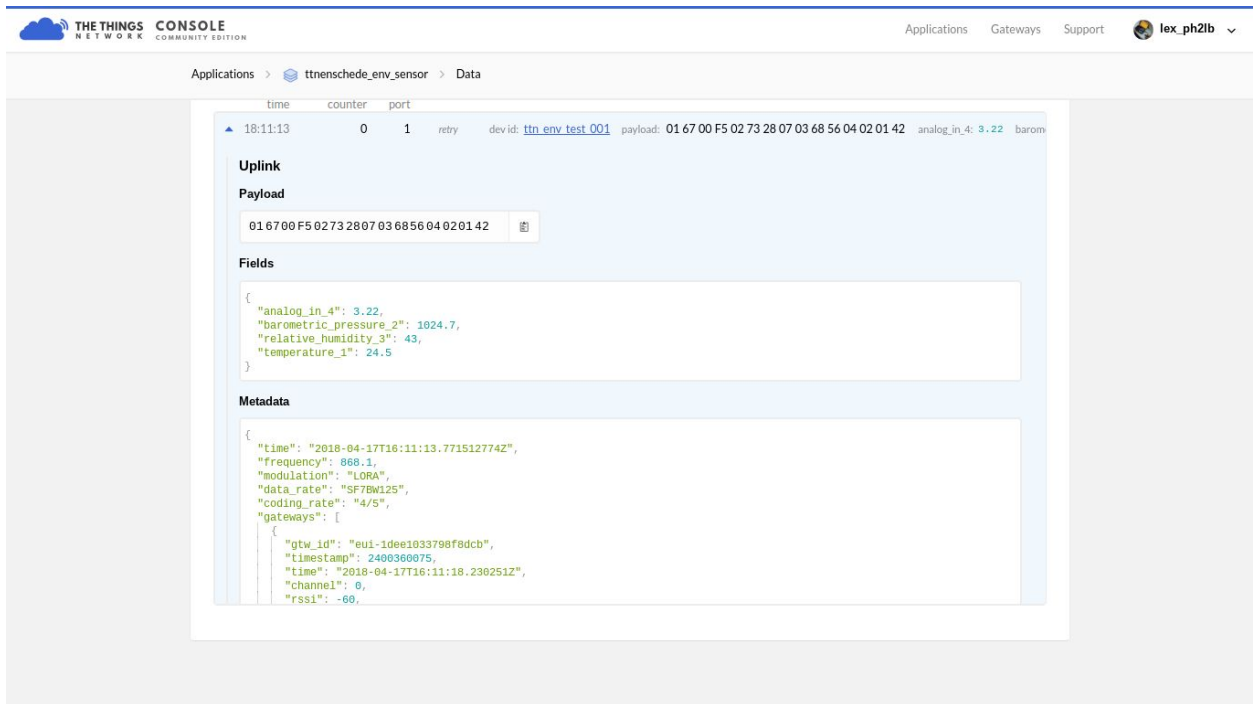 THE THINGS NETWORK CONSOLE COMMUNITY EDITION Applications Gateways Support lex_ph2lb
Applications > ttnenschede_env_sensor > Data
time counter port
18:11:13 0 1 retry dev id: ttn_env_test_001 payload: 01 67 00 F5 02 73 28 07 03 68 56 04 02 01 42 analog_in_4: 3.22 barom
Uplink
Payload
01 67 00 F5 02 73 28 07 03 68 56 04 02 01 42
Fields
{
"analog_in_4": 3.22,
"barometric_pressure_2": 1024.7,
"relative_humidity_3": 43,
"temperature_1": 24.5
}
Metadata
{
"time": "2018-04-17T16:11:13.771512774Z",
"frequency": 868.1,
"modulation": "LORA",
"data_rate": "SF7BW125",
"coding_rate": "4/5",
"gateways": [
{
"gtw_id": "eui-1dee1033798f8dcb",
"timestamp": 2400360075,
"time": "2018-04-17T16:11:18.230251Z",
"channel": 0,
"rssi": -60,